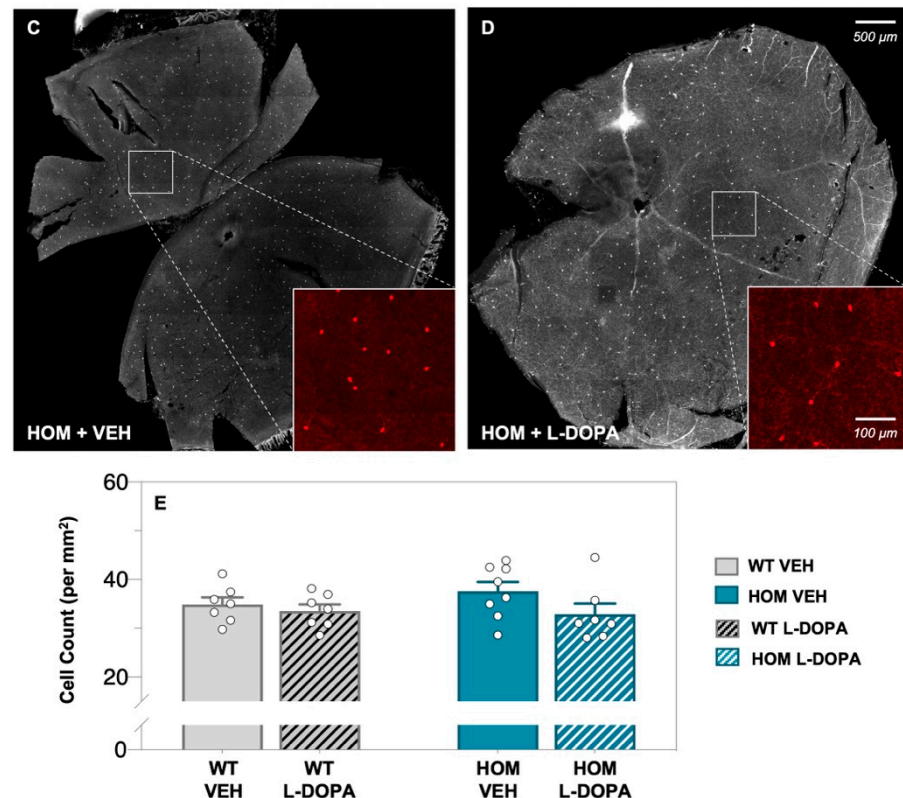 C
D
500 µm
HOM + VEH
HOM + L-DOPA
100 µm
60
E
40
20
0
Cell Count (per mm²)
WT VEH
HOM VEH
WT L-DOPA
HOM L-DOPA
WT
VEH
WT
L-DOPA
HOM
VEH
HOM
L-DOPA